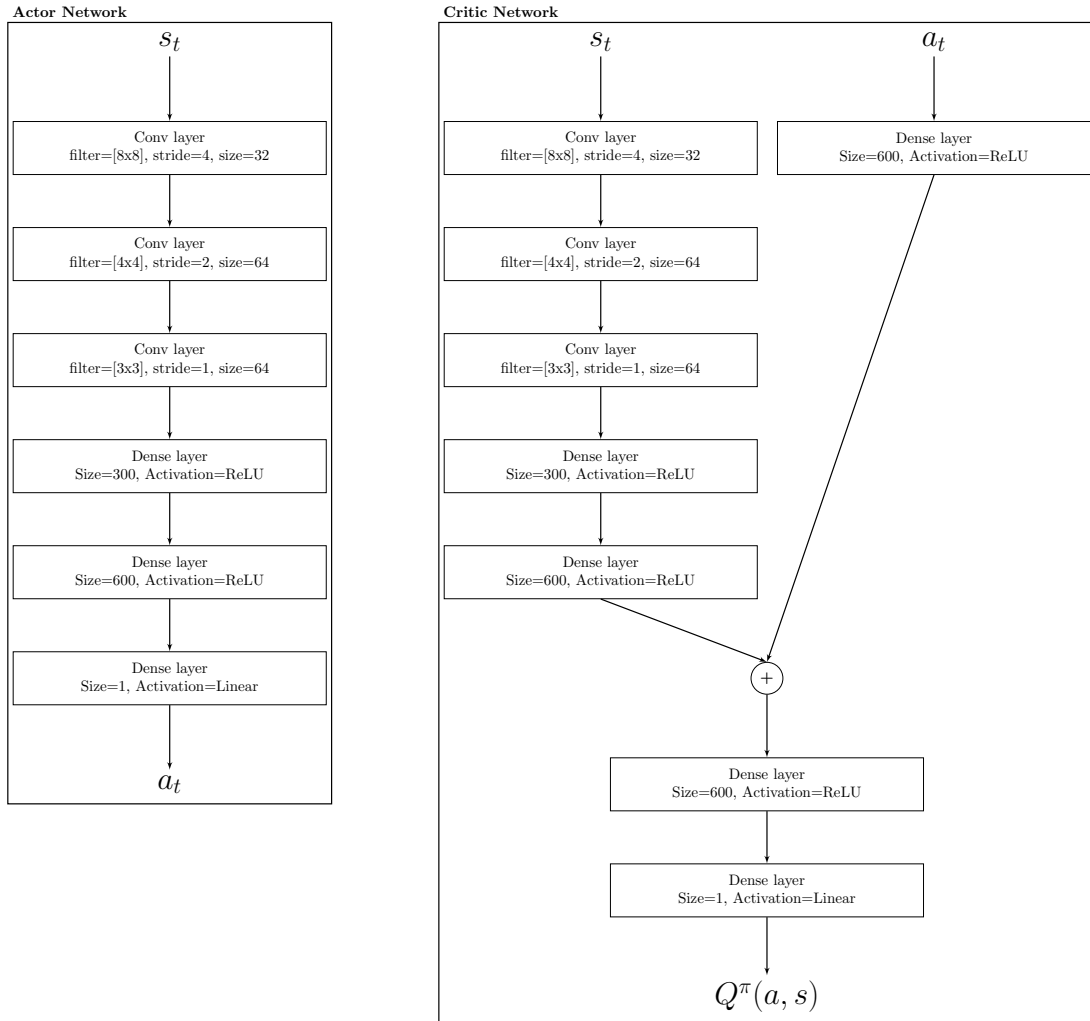 Actor Network
s_t
Conv layer
filter=[8x8], stride=4, size=32
Conv layer
filter=[4x4], stride=2, size=64
Conv layer
filter=[3x3], stride=1, size=64
Dense layer
Size=300, Activation=ReLU
Dense layer
Size=600, Activation=ReLU
Dense layer
Size=1, Activation=Linear
a_t
Critic Network
s_t
Conv layer
filter=[8x8], stride=4, size=32
Conv layer
filter=[4x4], stride=2, size=64
Conv layer
filter=[3x3], stride=1, size=64
Dense layer
Size=300, Activation=ReLU
Dense layer
Size=600, Activation=ReLU
a_t
Dense layer
Size=600, Activation=ReLU
+
Dense layer
Size=600, Activation=ReLU
Dense layer
Size=1, Activation=Linear
Q^π(a, s)